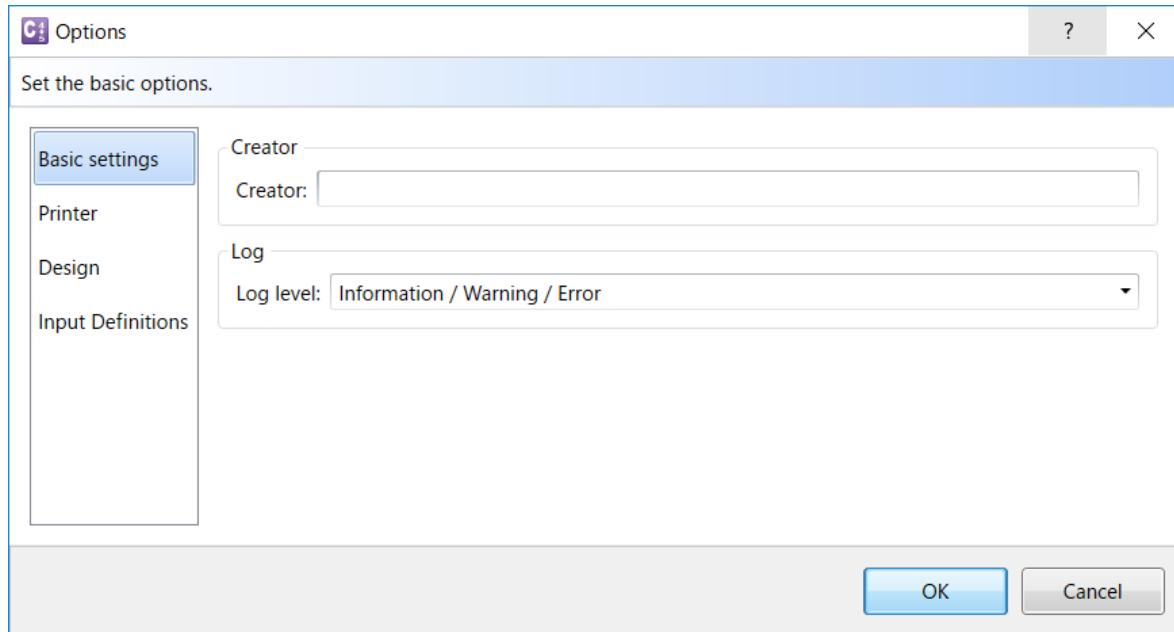 Options
?
Set the basic options.
Basic settings
Printer
Design
Input Definitions
Creator
Creator:
Log
Log level: Information / Warning / Error
OK
Cancel